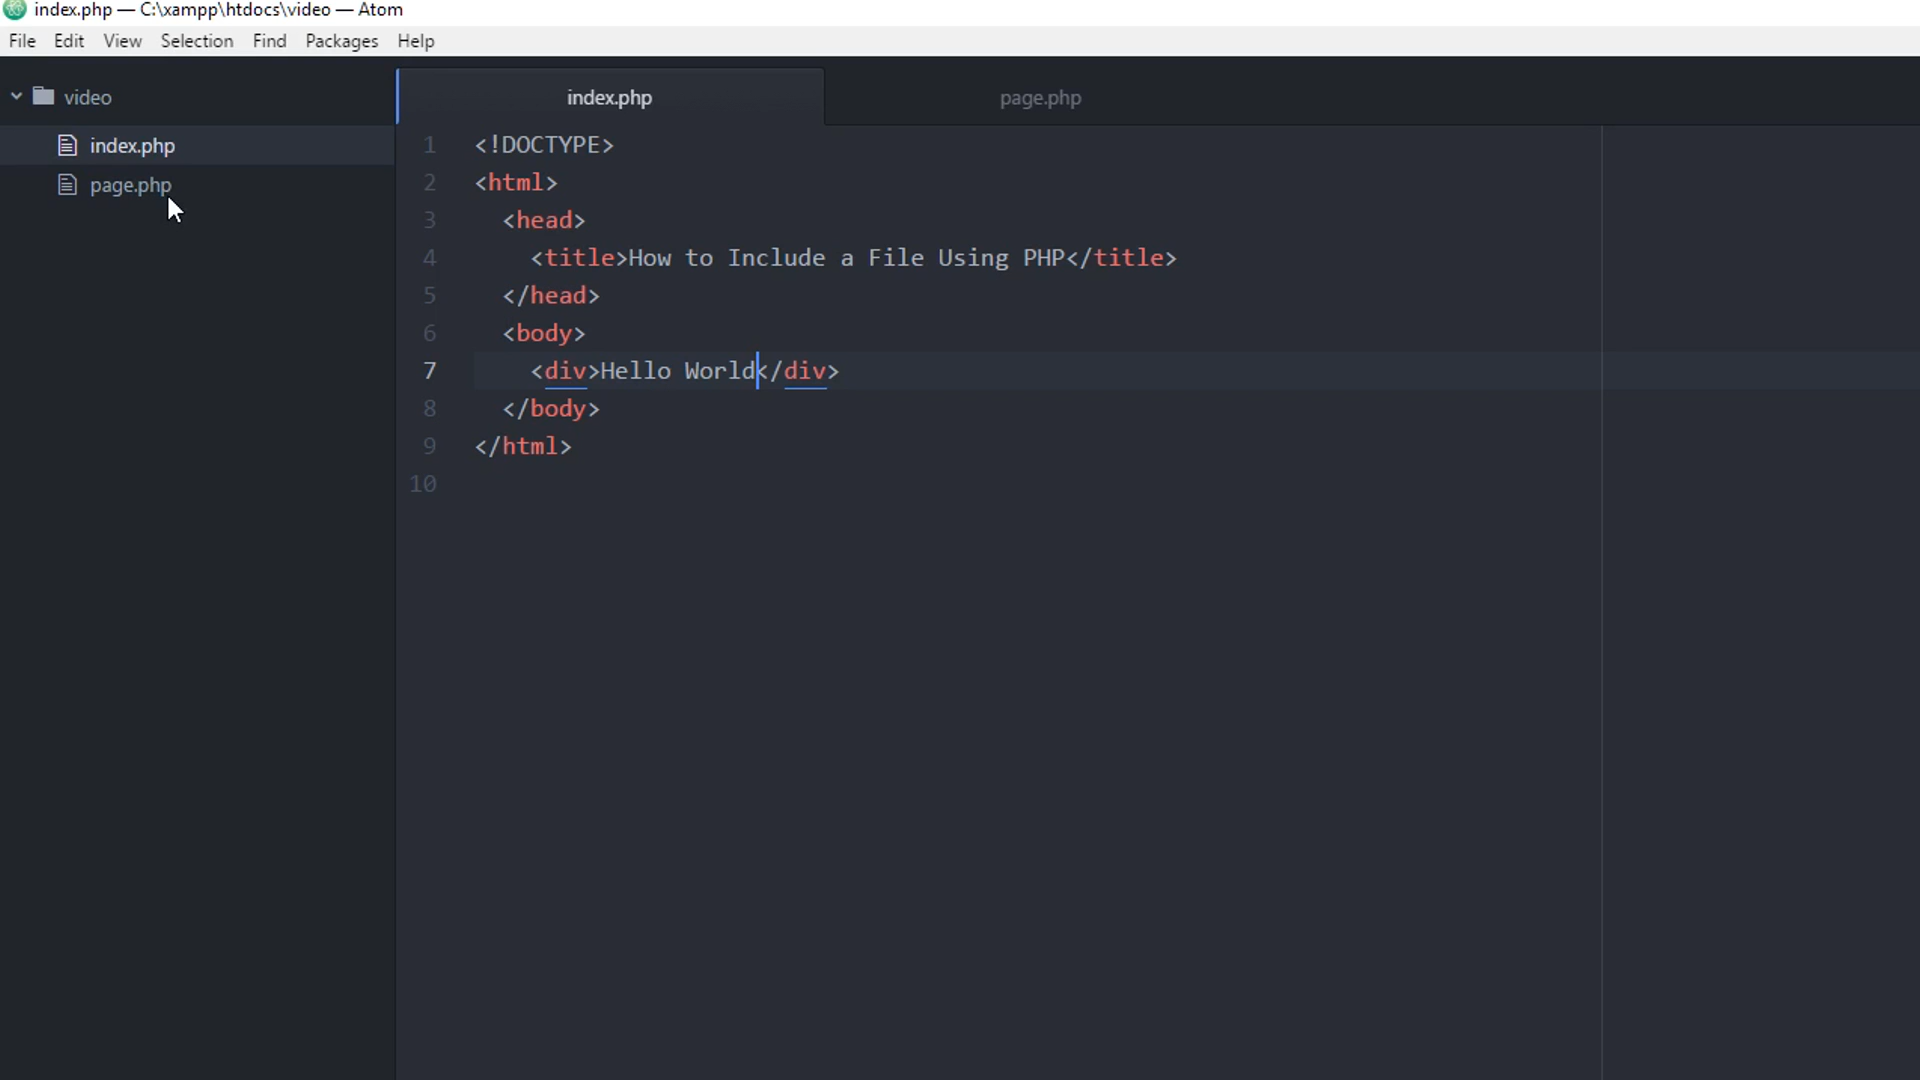 index.php — C:\xampp\htdocs\video — Atom
File Edit View Selection Find Packages Help
video
index.php
page.php
index.php page.php
1 <!DOCTYPE>
2 <html>
3 <head>
4 <title>How to Include a File Using PHP</title>
5 </head>
6 <body>
7 <div>Hello World</div>
8 </body>
9 </html>
10